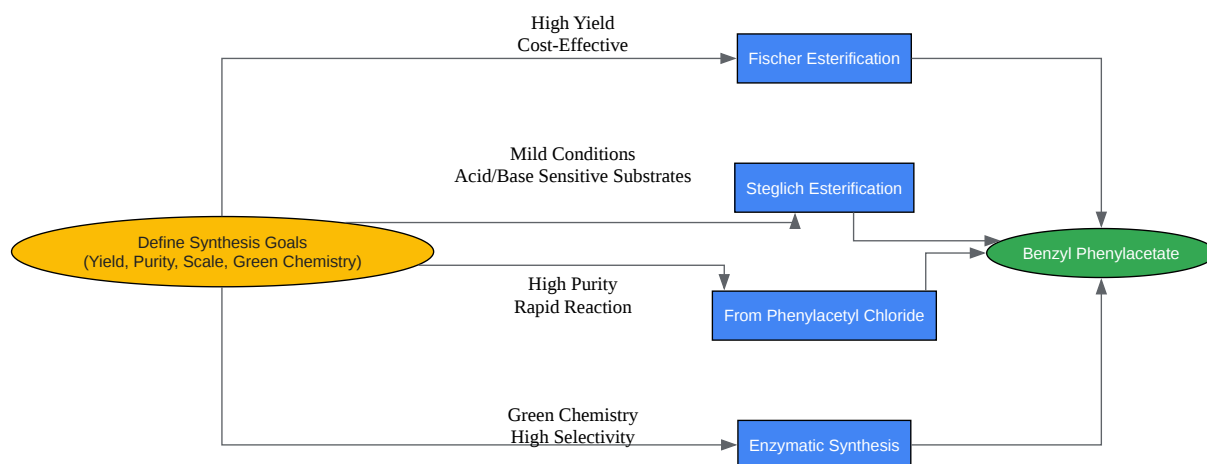 High Yield
Cost-Effective
Fischer Esterification
Mild Conditions
Acid/Base Sensitive Substrates
Steglich Esterification
Define Synthesis Goals
(Yield, Purity, Scale, Green Chemistry)
Benzyl Phenylacetate
High Purity
Rapid Reaction
From Phenylacetyl Chloride
Green Chemistry
High Selectivity
Enzymatic Synthesis